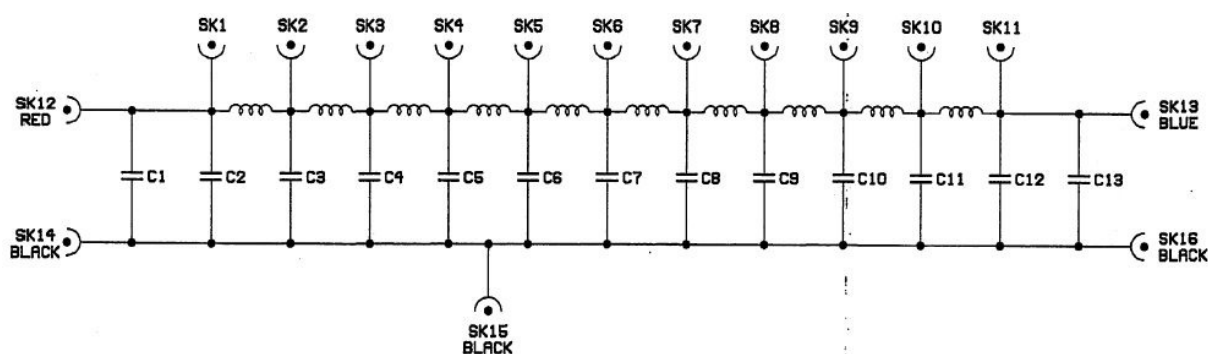 SK1 SK2 SK3 SK4 SK5 SK6 SK7 SK8 SK9 SK10 SK11
SK12
RED
SK13
BLUE
C1 C2 C3 C4 C5 C6 C7 C8 C9 C10 C11 C12 C13
SK14
BLACK
SK16
BLACK
SK15
BLACK